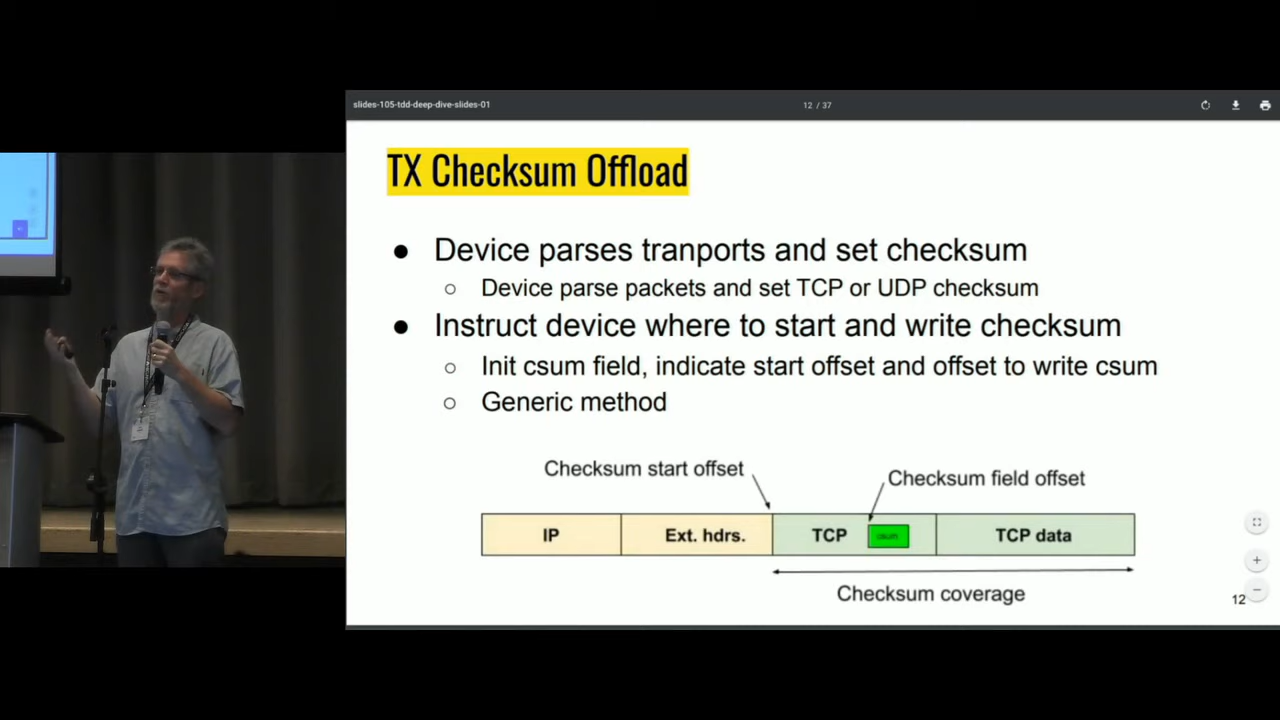 slides-105-tdd-deep-dive-slides-01
12 / 37
TX Checksum Offload
● Device parses tranports and set checksum
○ Device parse packets and set TCP or UDP checksum
● Instruct device where to start and write checksum
○ Init csum field, indicate start offset and offset to write csum
○ Generic method
Checksum start offset
Checksum field offset
IP
Ext. hdrs.
TCP
csum
TCP data
Checksum coverage
12